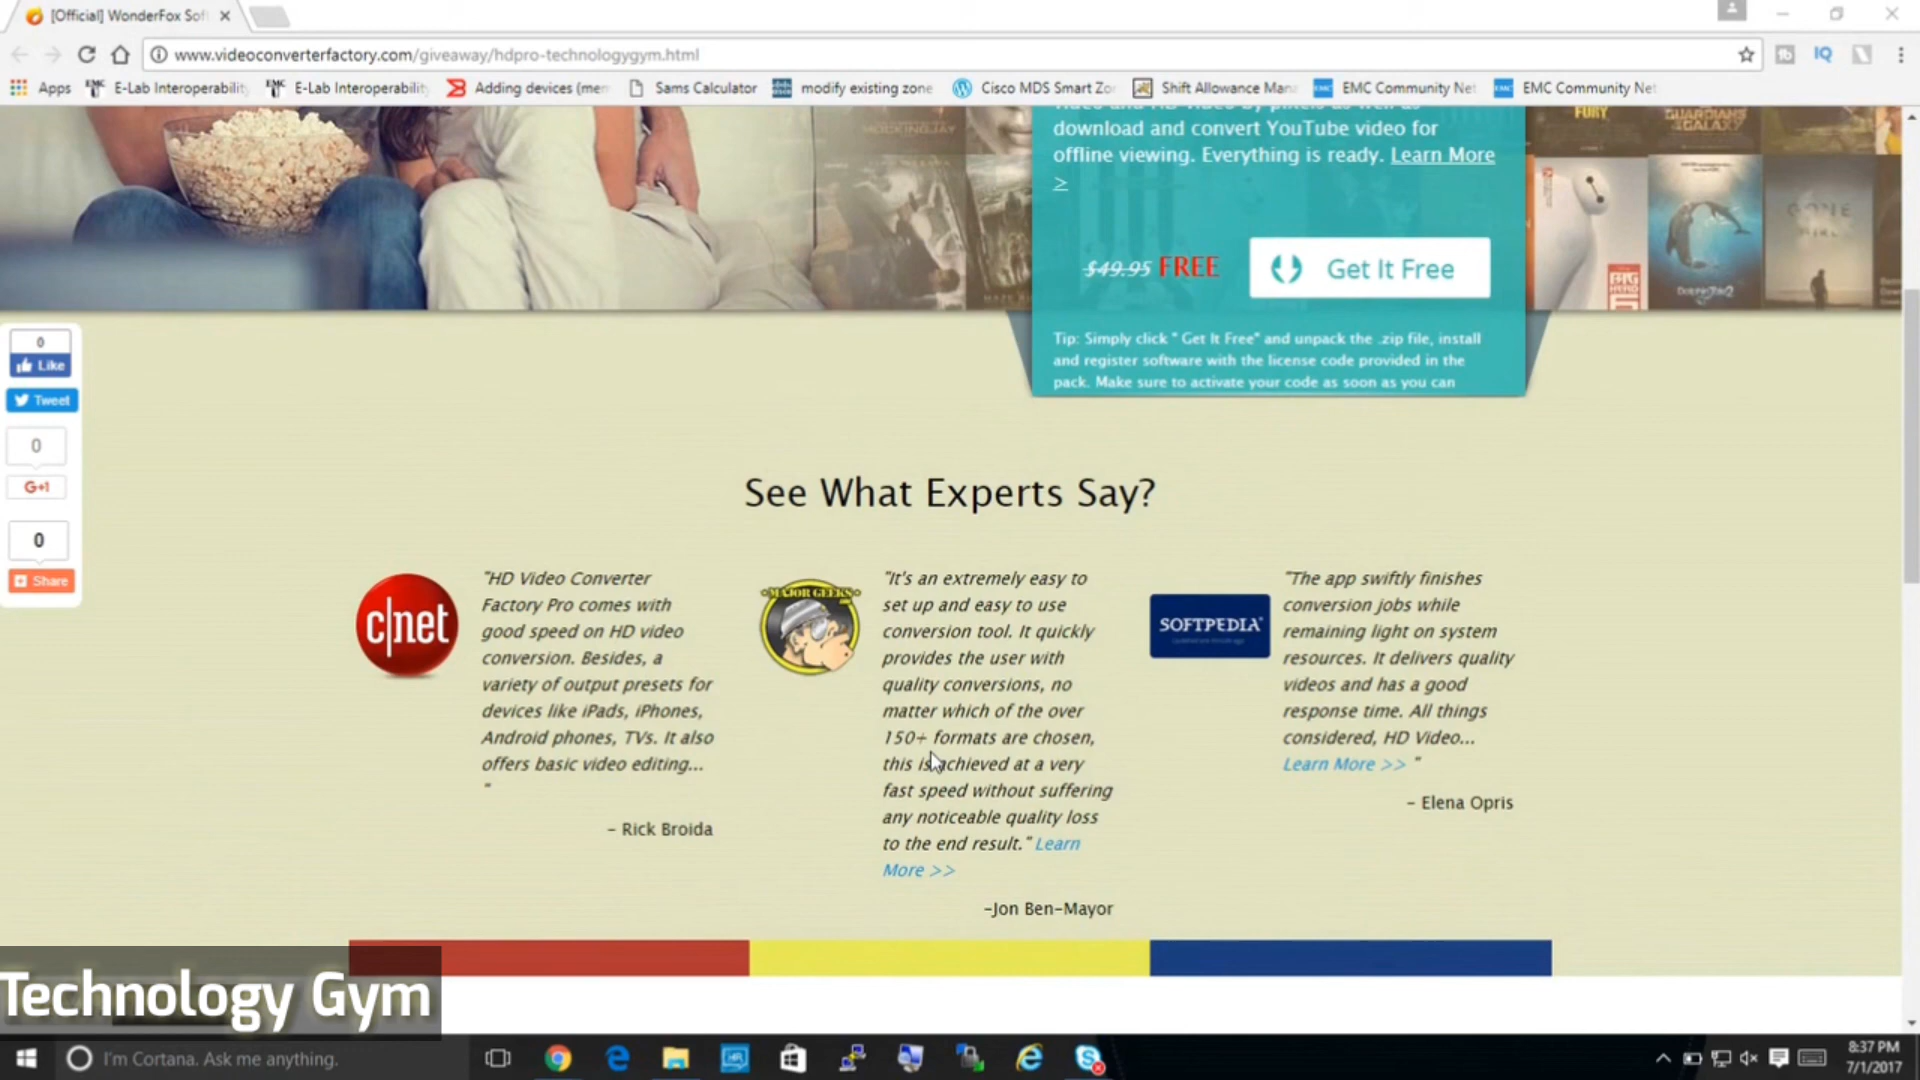 [Official] WonderFox Sof
www.videoconverterfactory.com/giveaway/hdpro-technologygym.html
Apps
E-Lab Interoperability
E-Lab Interoperability
Adding devices (mem
Sams Calculator
modify existing zone
Cisco MDS Smart Zon
Shift Allowance Mana
EMC Community Net
EMC Community Net
download and convert YouTube video for
offline viewing. Everything is ready. Learn More
>
$49.95 FREE
Get It Free
Tip: Simply click " Get It Free" and unpack the .zip file, install
and register software with the license code provided in the
pack. Make sure to activate your code as soon as you can
MOCKINGJAY
FURY
GUARDIANS
GALAXY
BIG
HERO
GONE
GIRL
0
Like
Tweet
0
G+1
0
Share
See What Experts Say?
c|net
"HD Video Converter
Factory Pro comes with
good speed on HD video
conversion. Besides, a
variety of output presets for
devices like iPads, iPhones,
Android phones, TVs. It also
offers basic video editing...
"
– Rick Broida
MAJOR GEEKS
"It's an extremely easy to
set up and easy to use
conversion tool. It quickly
provides the user with
quality conversions, no
matter which of the over
150+ formats are chosen,
this is achieved at a very
fast speed without suffering
any noticeable quality loss
to the end result." Learn
More >>
–Jon Ben–Mayor
SOFTPEDIA
"The app swiftly finishes
conversion jobs while
remaining light on system
resources. It delivers quality
videos and has a good
response time. All things
considered, HD Video...
Learn More >> "
– Elena Opris
Technology Gym
I'm Cortana. Ask me anything.
8:37 PM
7/1/2017